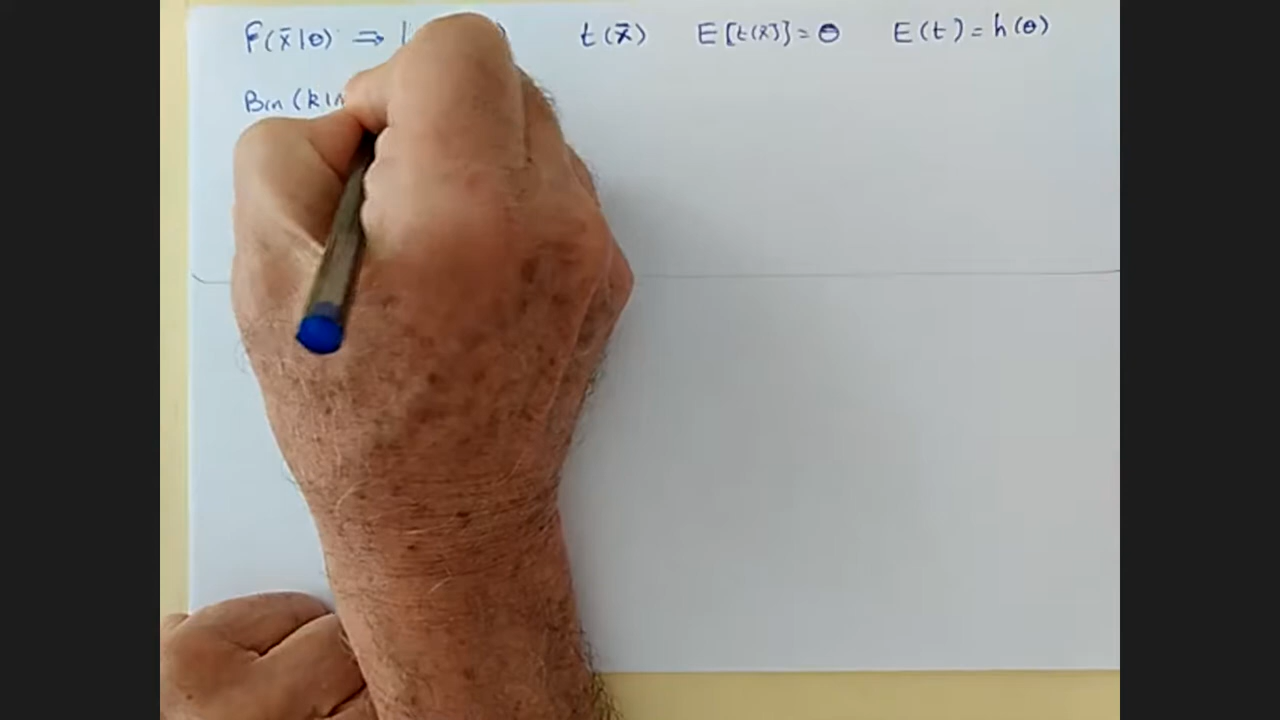 F(x̄|θ) ⇒ t(x̄) E[t(x̄)] = θ E(t) = h(θ)
Bin(k|n